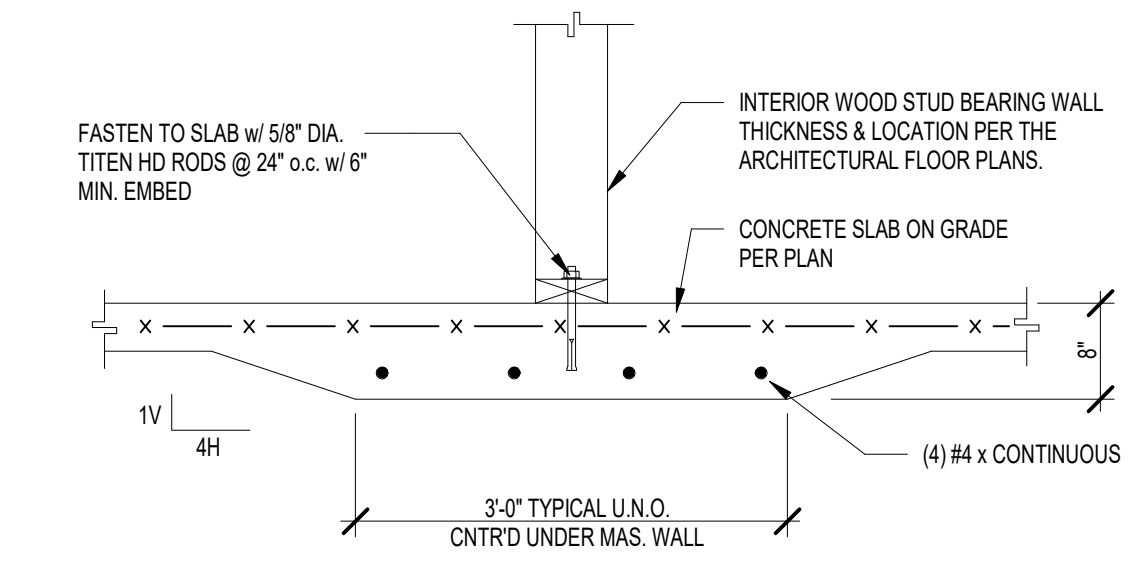 FASTEN TO SLAB w/ 5/8" DIA.
TITEN HD RODS @ 24" o.c. w/ 6"
MIN. EMBED
INTERIOR WOOD STUD BEARING WALL
THICKNESS & LOCATION PER THE
ARCHITECTURAL FLOOR PLANS.
CONCRETE SLAB ON GRADE
PER PLAN
X X X X X X X X X
8"
1V
4H
(4) #4 x CONTINUOUS
3'-0" TYPICAL U.N.O.
CNTR'D UNDER MAS. WALL